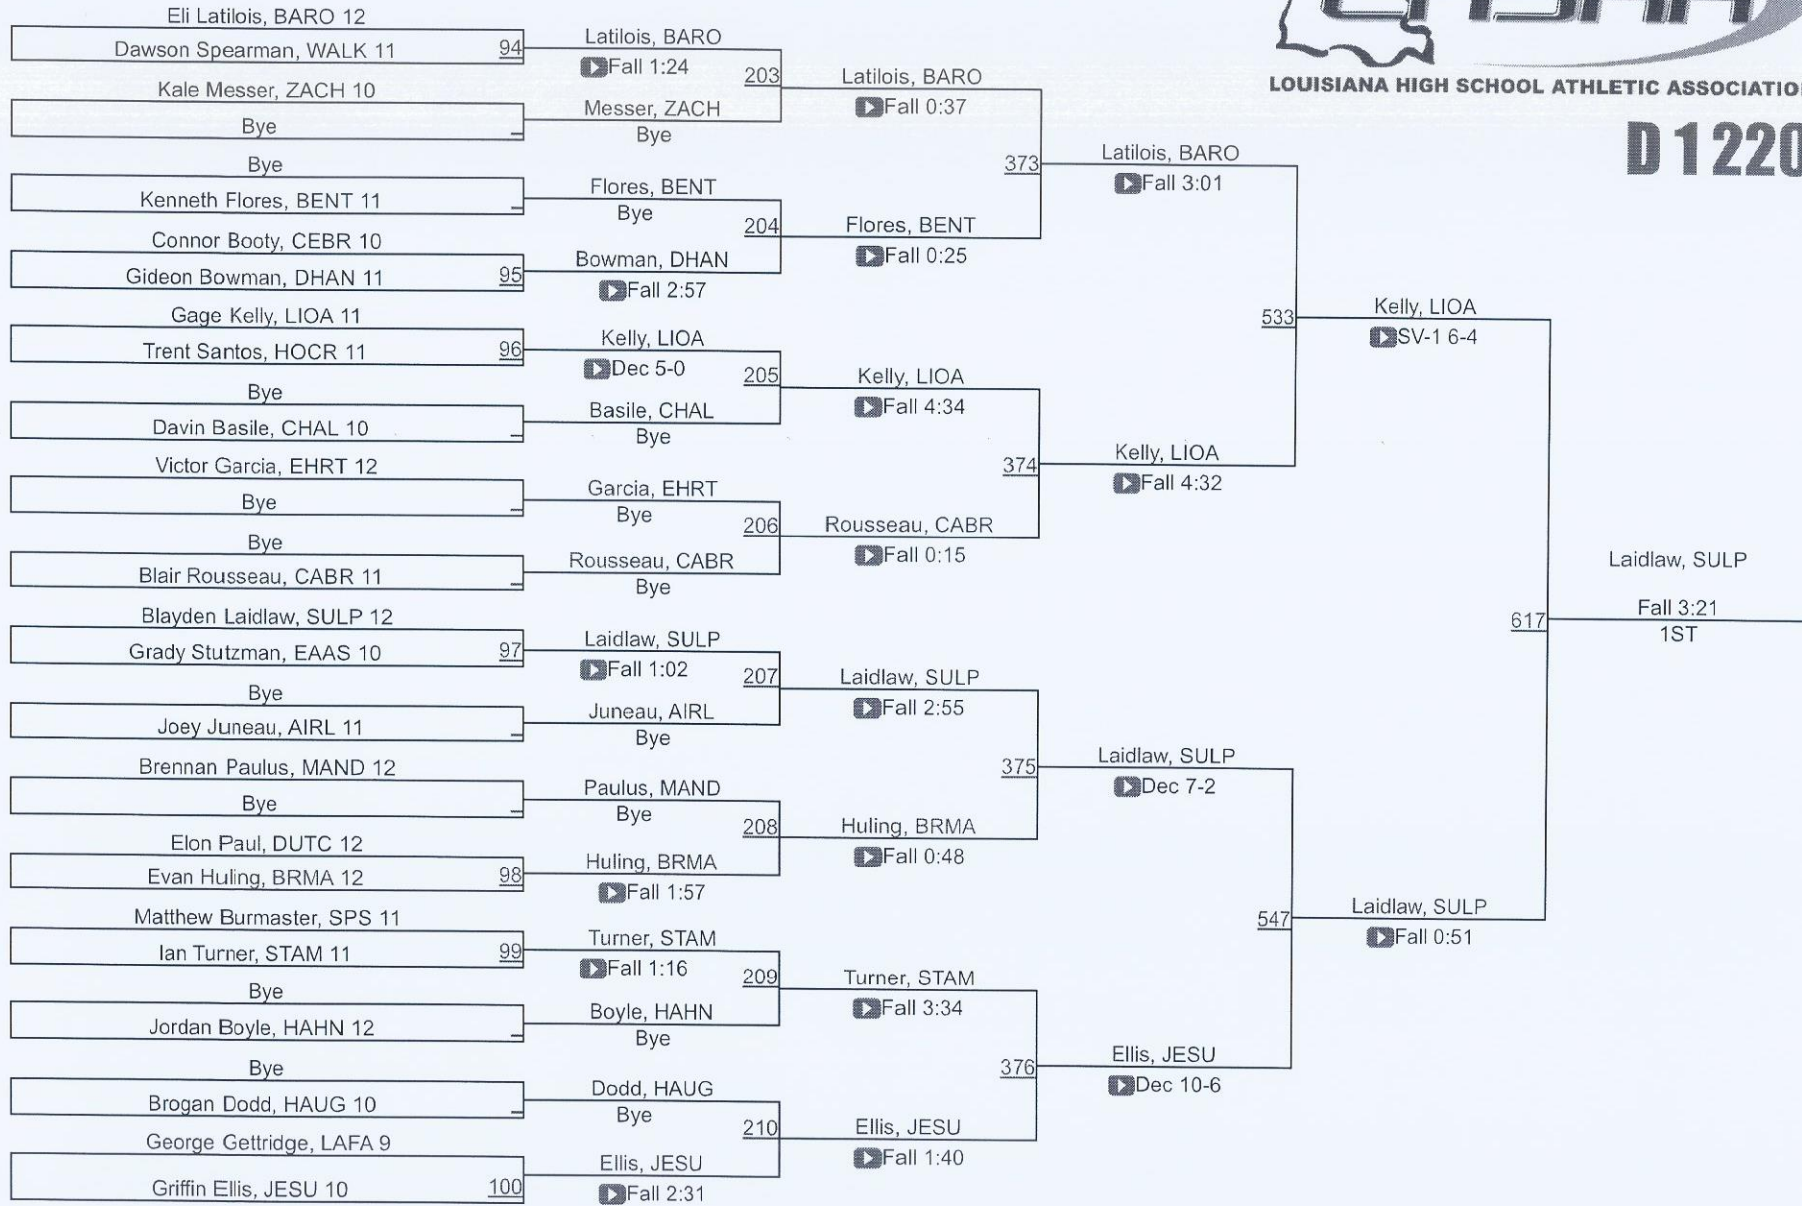 LHSAA
LOUISIANA HIGH SCHOOL ATHLETIC ASSOCIATION
D 1 220
Eli Latilois, BARO 12
Dawson Spearman, WALK 11 94
Kale Messer, ZACH 10
Bye
Bye
Kenneth Flores, BENT 11
Connor Booty, CEBR 10
Gideon Bowman, DHAN 11 95
Gage Kelly, LIOA 11
Trent Santos, HOCR 11 96
Bye
Davin Basile, CHAL 10
Victor Garcia, EHRT 12
Bye
Bye
Blair Rousseau, CABR 11
Blayden Laidlaw, SULP 12
Grady Stutzman, EAAS 10 97
Bye
Joey Juneau, AIRL 11
Brennan Paulus, MAND 12
Bye
Elon Paul, DUTC 12
Evan Huling, BRMA 12 98
Matthew Burmaster, SPS 11
Ian Turner, STAM 11 99
Bye
Jordan Boyle, HAHN 12
Bye
Brogan Dodd, HAUG 10
George Gettridge, LAFA 9
Griffin Ellis, JESU 10 100
Latilois, BARO
Fall 1:24
203
Messer, ZACH
Bye
Flores, BENT
Bye
204
Bowman, DHAN
Fall 2:57
Kelly, LIOA
Dec 5-0
205
Basile, CHAL
Bye
Garcia, EHRT
Bye
206
Rousseau, CABR
Bye
Laidlaw, SULP
Fall 1:02
207
Juneau, AIRL
Bye
Paulus, MAND
Bye
208
Huling, BRMA
Fall 1:57
Turner, STAM
Fall 1:16
209
Boyle, HAHN
Bye
Dodd, HAUG
Bye
210
Ellis, JESU
Fall 2:31
Latilois, BARO
Fall 0:37
373
Flores, BENT
Fall 0:25
Kelly, LIOA
Fall 4:34
374
Rousseau, CABR
Fall 0:15
Laidlaw, SULP
Fall 2:55
375
Huling, BRMA
Fall 0:48
Turner, STAM
Fall 3:34
376
Ellis, JESU
Fall 1:40
Latilois, BARO
Fall 3:01
533
Kelly, LIOA
Fall 4:32
Laidlaw, SULP
Dec 7-2
547
Ellis, JESU
Dec 10-6
Kelly, LIOA
SV-1 6-4
617
Laidlaw, SULP
Fall 0:51
Laidlaw, SULP
Fall 3:21
1ST